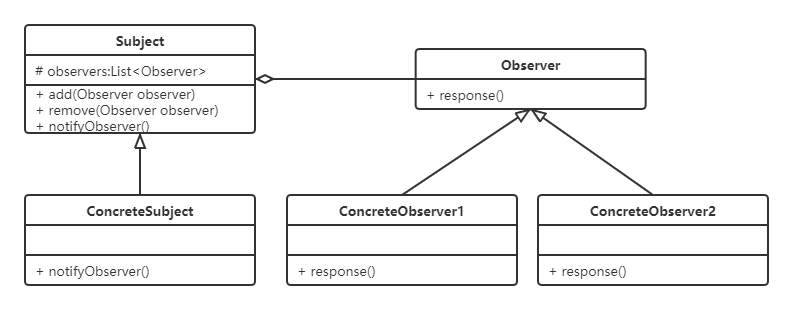 Subject
# observers:List<Observer>
+ add(Observer observer)
+ remove(Observer observer)
+ notifyObserver()
Observer
+ response()
ConcreteSubject
+ notifyObserver()
ConcreteObserver1
+ response()
ConcreteObserver2
+ response()